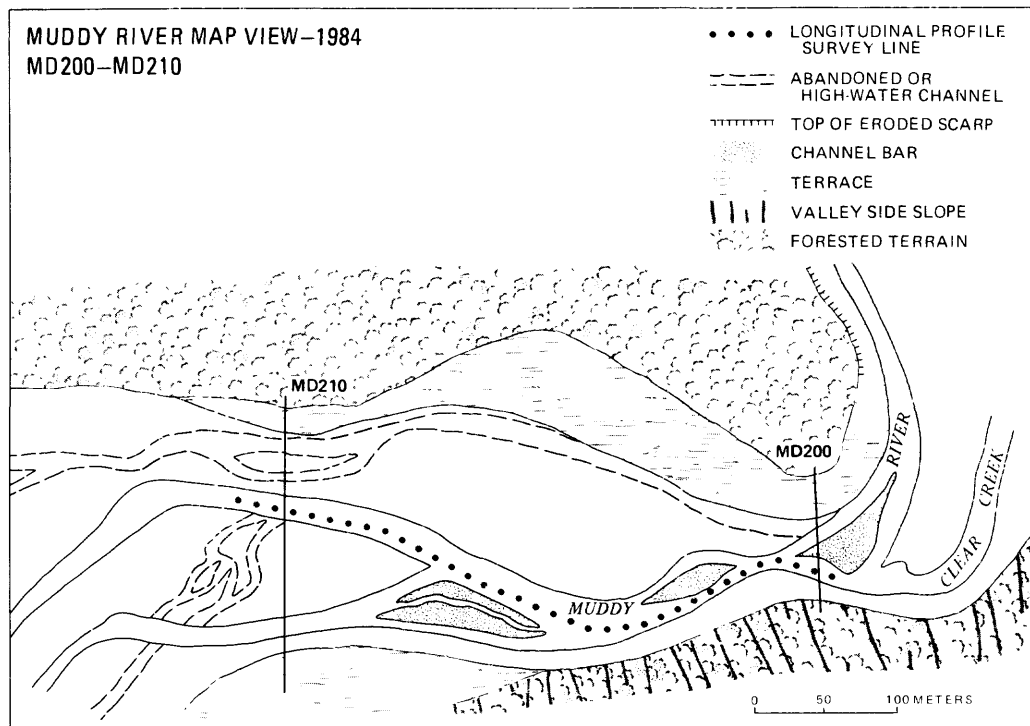 MUDDY RIVER MAP VIEW–1984
MD200–MD210
LONGITUDINAL PROFILE
SURVEY LINE
ABANDONED OR
HIGH-WATER CHANNEL
TOP OF ERODED SCARP
CHANNEL BAR
TERRACE
VALLEY SIDE SLOPE
FORESTED TERRAIN
MD210
MD200
RIVER
CLEAR CREEK
MUDDY
0 50 100 METERS